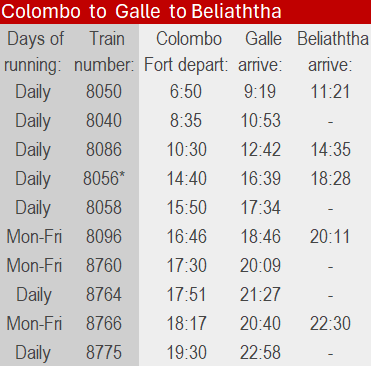 Colombo to Galle to Beliaththa
Days of Train Colombo Galle Beliaththa
running: number: Fort depart: arrive: arrive:
Daily 8050 6:50 9:19 11:21
Daily 8040 8:35 10:53 -
Daily 8086 10:30 12:42 14:35
Daily 8056* 14:40 16:39 18:28
Daily 8058 15:50 17:34 -
Mon-Fri 8096 16:46 18:46 20:11
Mon-Fri 8760 17:30 20:09 -
Daily 8764 17:51 21:27 -
Mon-Fri 8766 18:17 20:40 22:30
Daily 8775 19:30 22:58 -